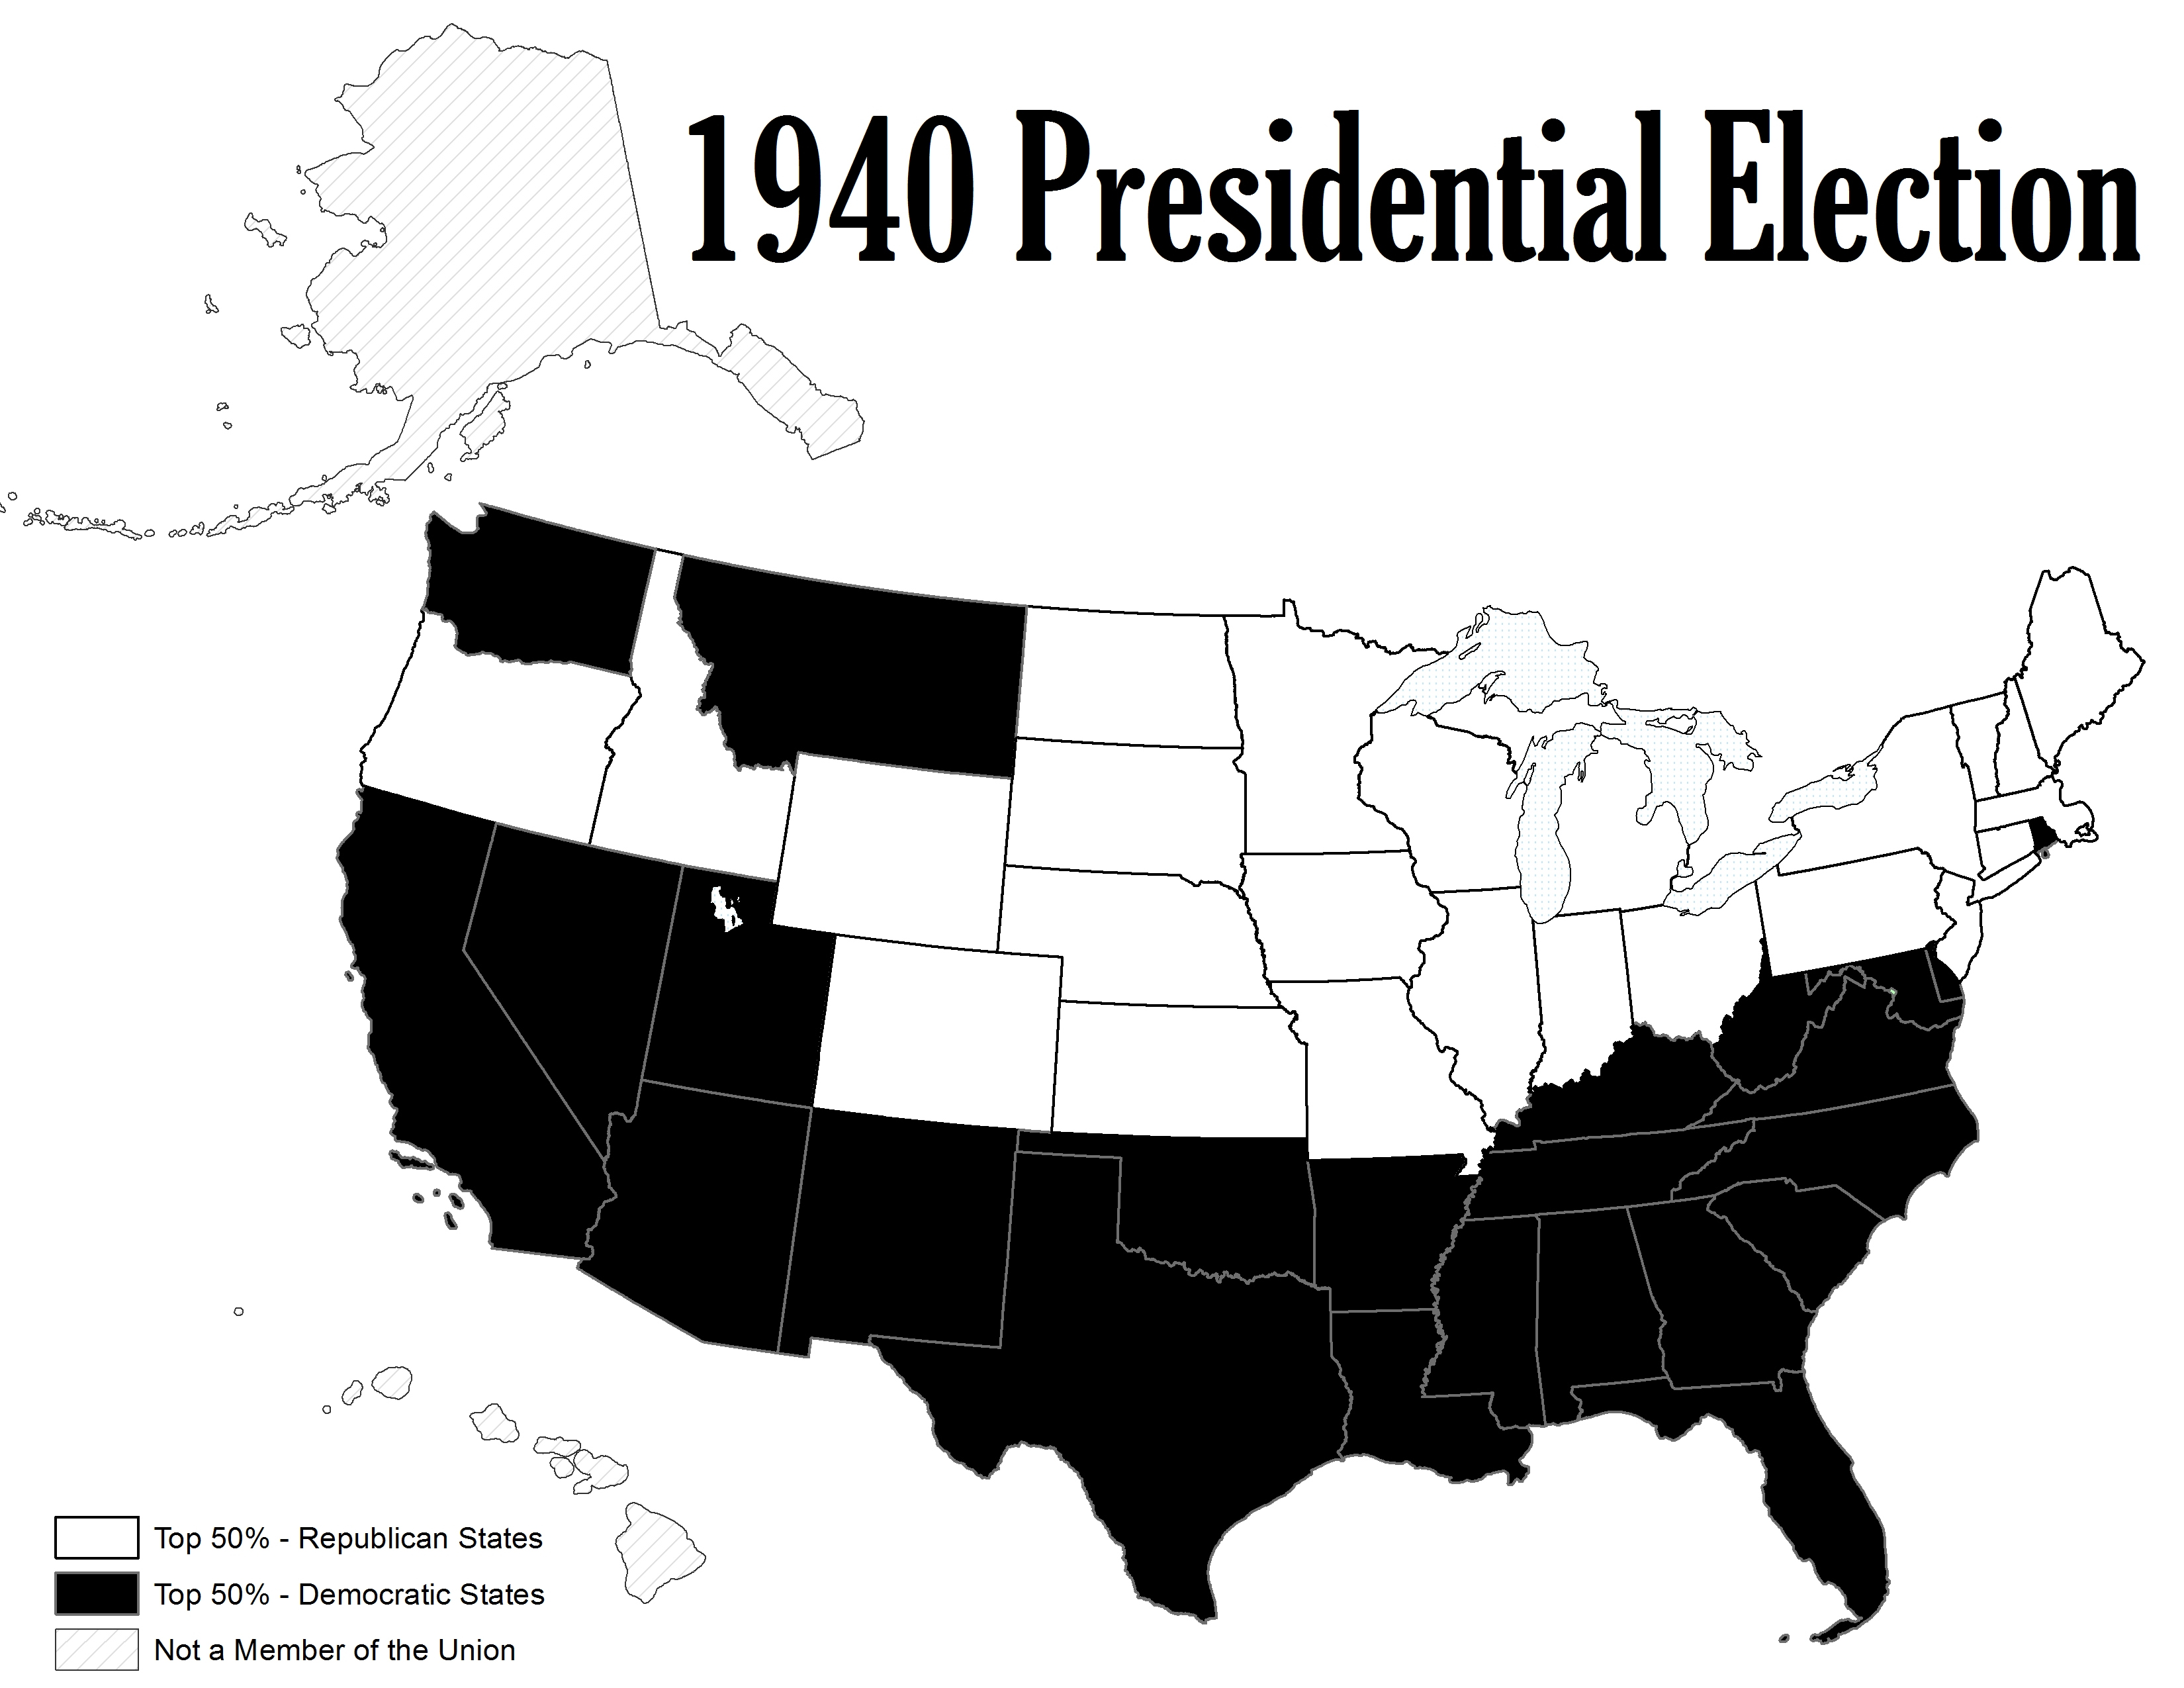 1940 Presidential Election
Top 50% - Republican States
Top 50% - Democratic States
Not a Member of the Union